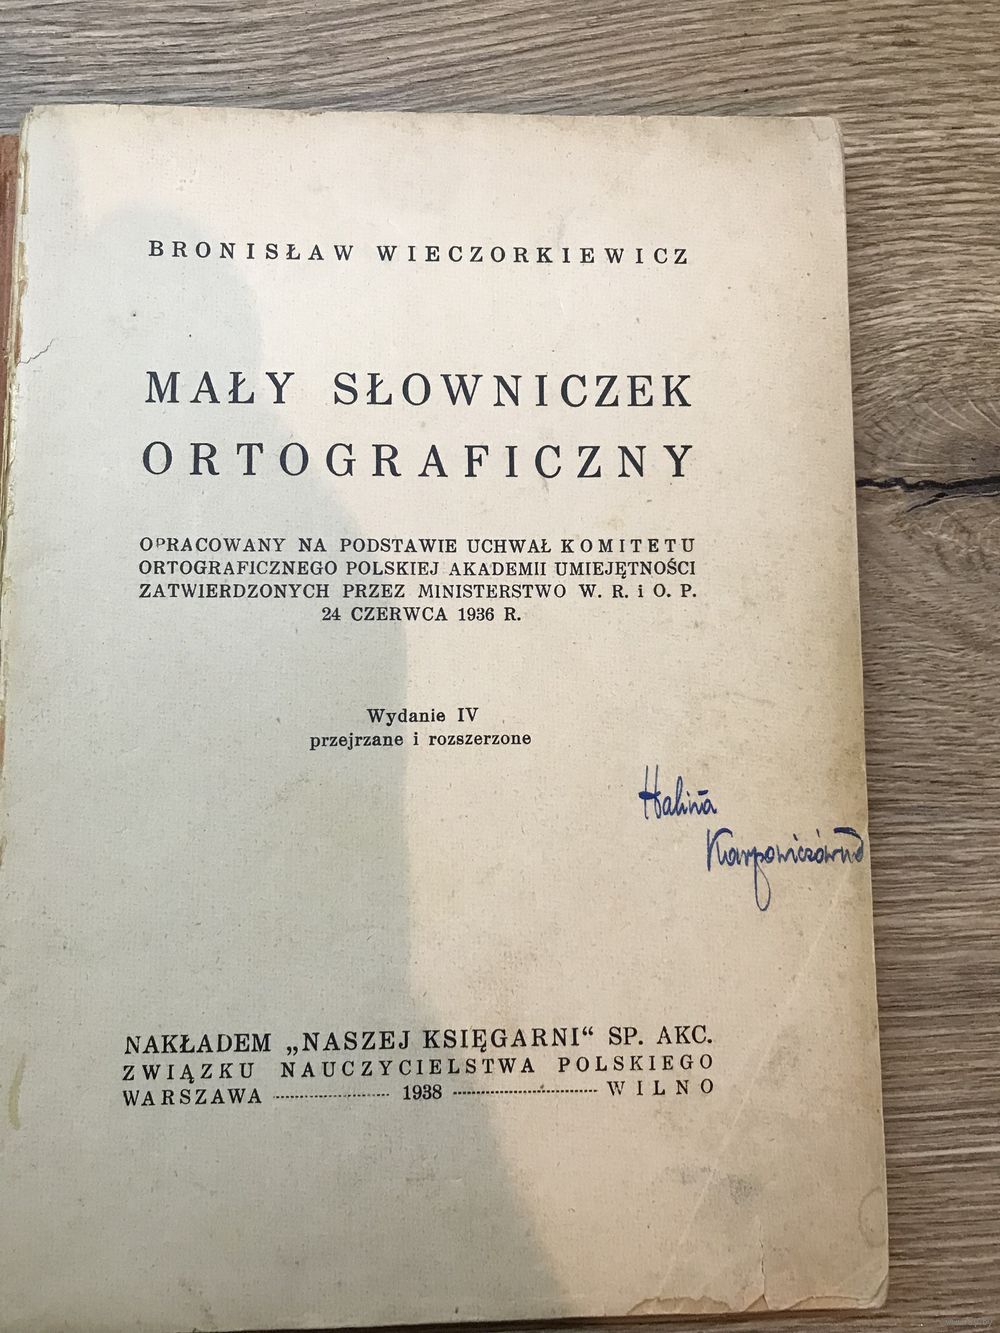 BRONISŁAW WIECZORKIEWICZ
MAŁY SŁOWNICZEK
ORTOGRAFICZNY
OPRACOWANY NA PODSTAWIE UCHWAŁ KOMITETU
ORTOGRAFICZNEGO POLSKIEJ AKADEMII UMIEJĘTNOŚCI
ZATWIERDZONYCH PRZEZ MINISTERSTWO W. R. i O. P.
24 CZERWCA 1936 R.
Wydanie IV
przejrzane i rozszerzone
Halina
Karpowiczówna
NAKŁADEM „NASZEJ KSIĘGARNI“ SP. AKC.
ZWIĄZKU NAUCZYCIELSTWA POLSKIEGO
WARSZAWA 1938 WILNO